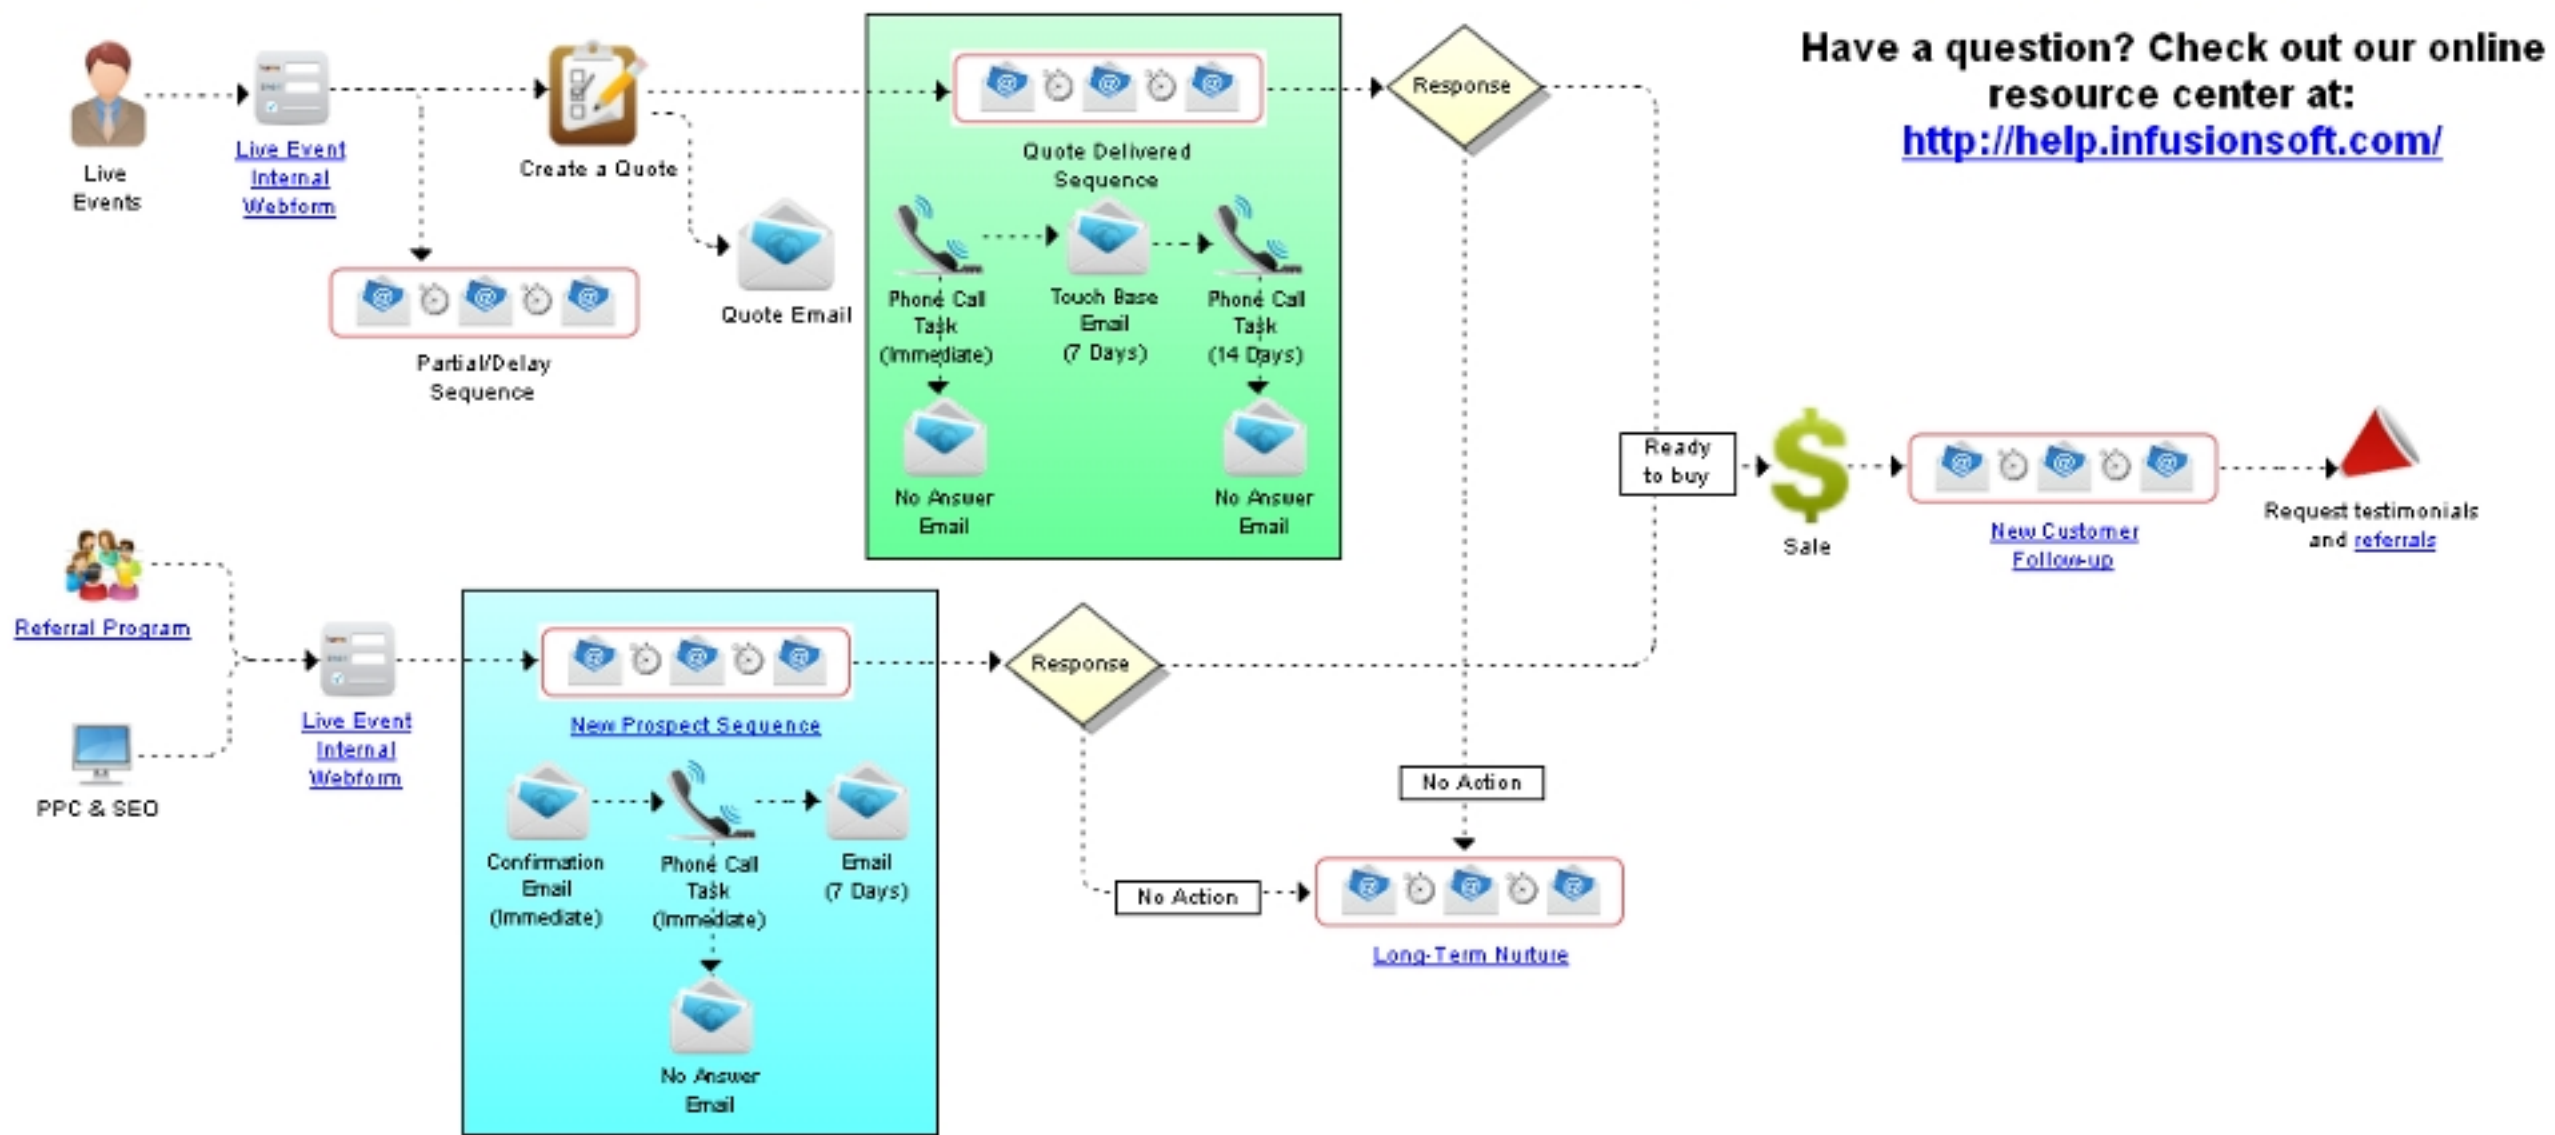 Have a question? Check out our online
resource center at:
http://help.infusionsoft.com/
Live
Events
Live Event
Internal
Webform
Create a Quote
Quote Email
Partial/Delay
Sequence
Quote Delivered
Sequence
Phone Call
Task
(Immediate)
Touch Base
Email
(7 Days)
Phone Call
Task
(14 Days)
No Answer
Email
No Answer
Email
Response
Ready
to buy
Sale
New Customer
Follow-up
Request testimonials
and referrals
Referral Program
PPC & SEO
Live Event
Internal
Webform
New Prospect Sequence
Confirmation
Email
(Immediate)
Phone Call
Task
(Immediate)
Email
(7 Days)
No Answer
Email
Response
No Action
No Action
Long-Term Nurture